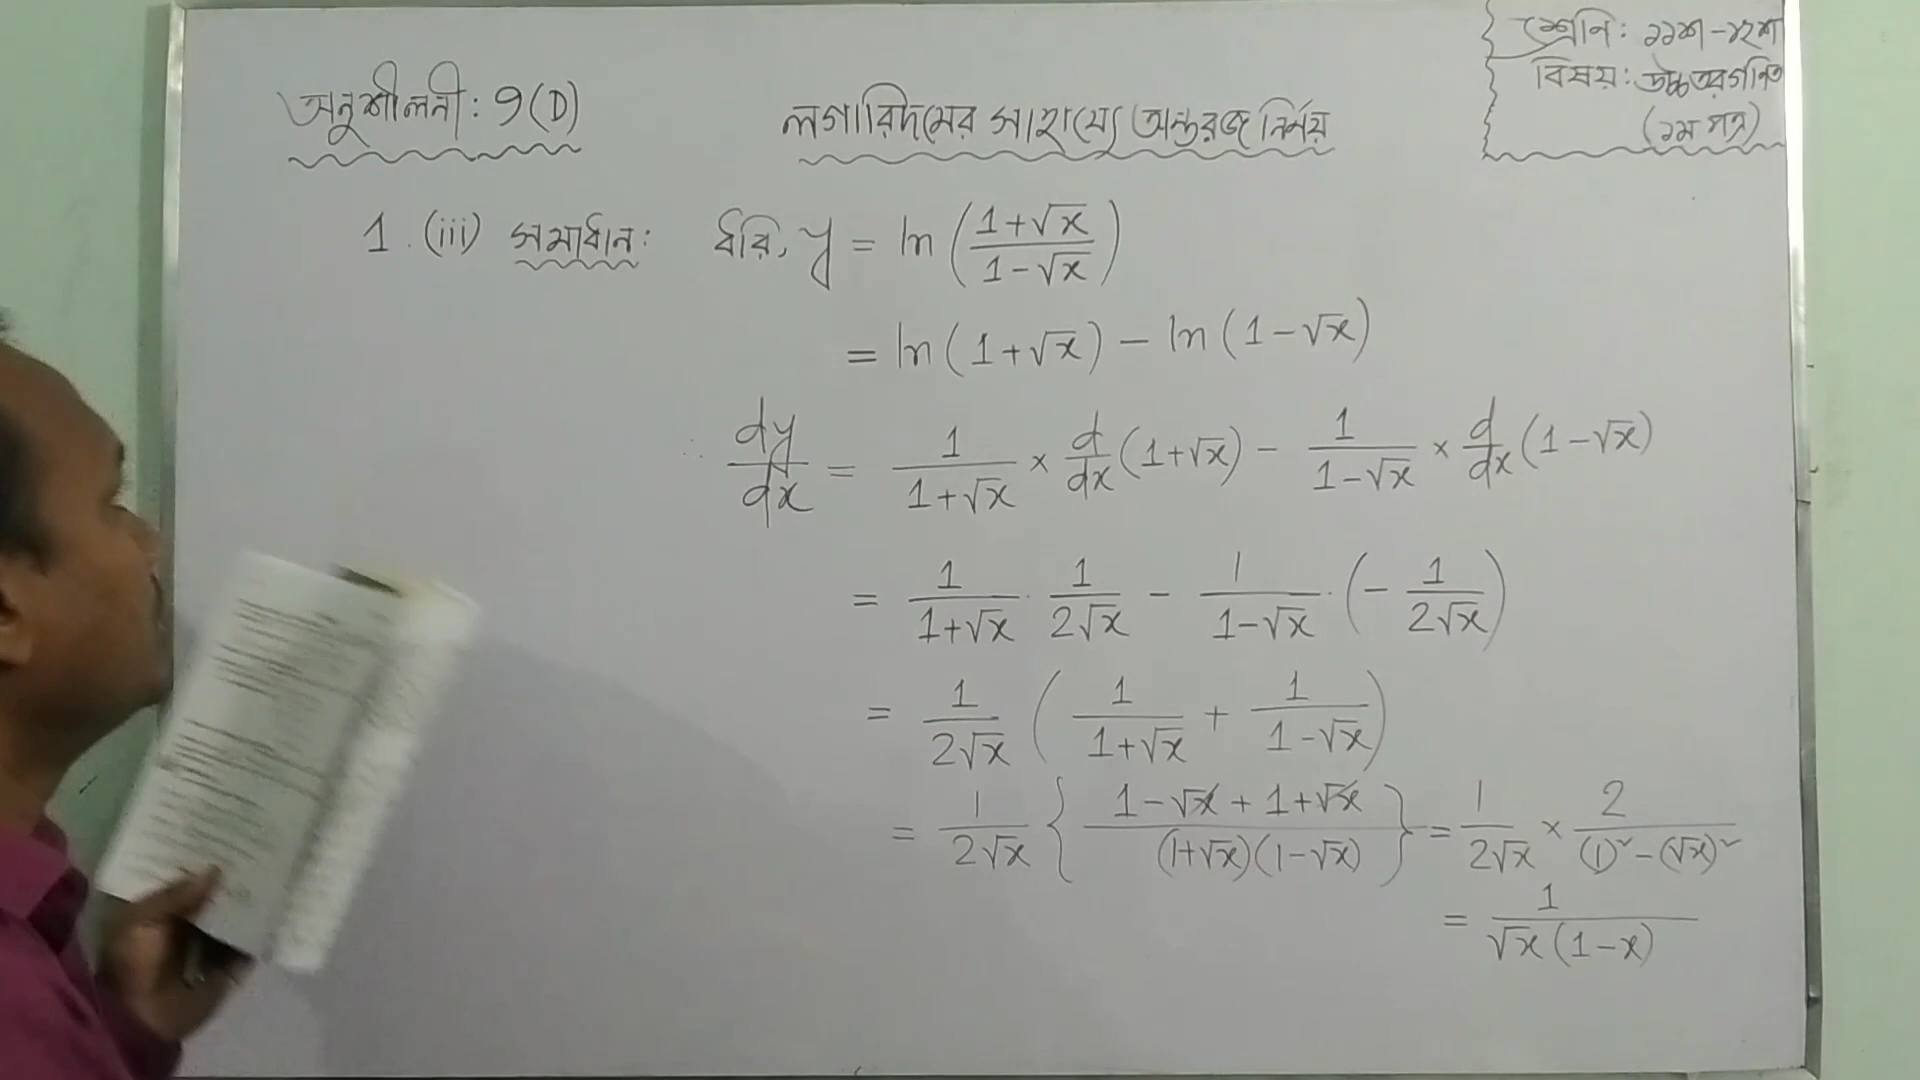 শ্রেণি: ১১শ-১২শ
বিষয়: উচ্চতর গণিত
(১ম পত্র)
অনুশীলনী: 9(D)
লগারিদমের সাহায্যে অন্তরজ নির্ণয়
1. (iii) সমাধান: ধরি, y = ln((1+√x)/(1-√x))
= ln(1+√x) - ln(1-√x)
dy/dx = 1/(1+√x) × d/dx(1+√x) - 1/(1-√x) × d/dx(1-√x)
= 1/(1+√x) · 1/(2√x) - 1/(1-√x) · (- 1/(2√x))
= 1/(2√x) (1/(1+√x) + 1/(1-√x))
= 1/(2√x) {(1-√x+1+√x)/((1+√x)(1-√x))} = 1/(2√x) × 2/((1)²-(√x)²)
= 1/(√x(1-x))